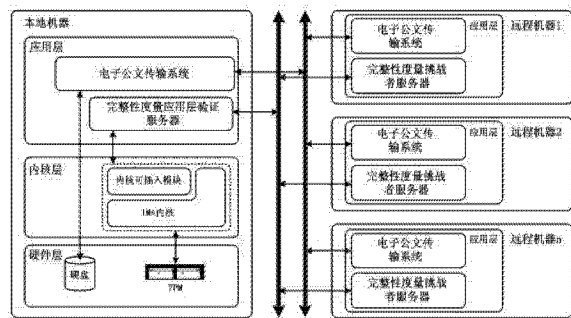 本地机器
应用层
电子公文传输系统
完整性度量应用层验证
服务器
内核层
内核可插入模块
IMA内核
硬件层
硬盘
TPM
远程机器1
应用层
电子公文传
输系统
完整性度量挑战
者服务器
远程机器2
应用层
电子公文传
输系统
完整性度量挑战
者服务器
远程机器n
应用层
电子公文传
输系统
完整性度量挑战
者服务器